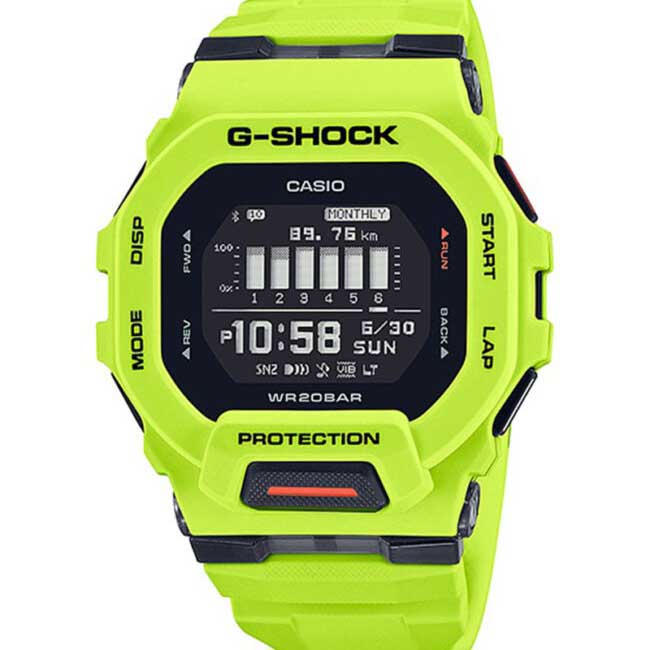 G-SHOCK
CASIO
MONTHLY
89.76 km
100
0%
1 2 3 4 5 6
P 10:58 6/30
SUN
SNZ VIB LT
WR20BAR
PROTECTION
DISP
FWD
MODE
REV
START
RUN
LAP
BACK